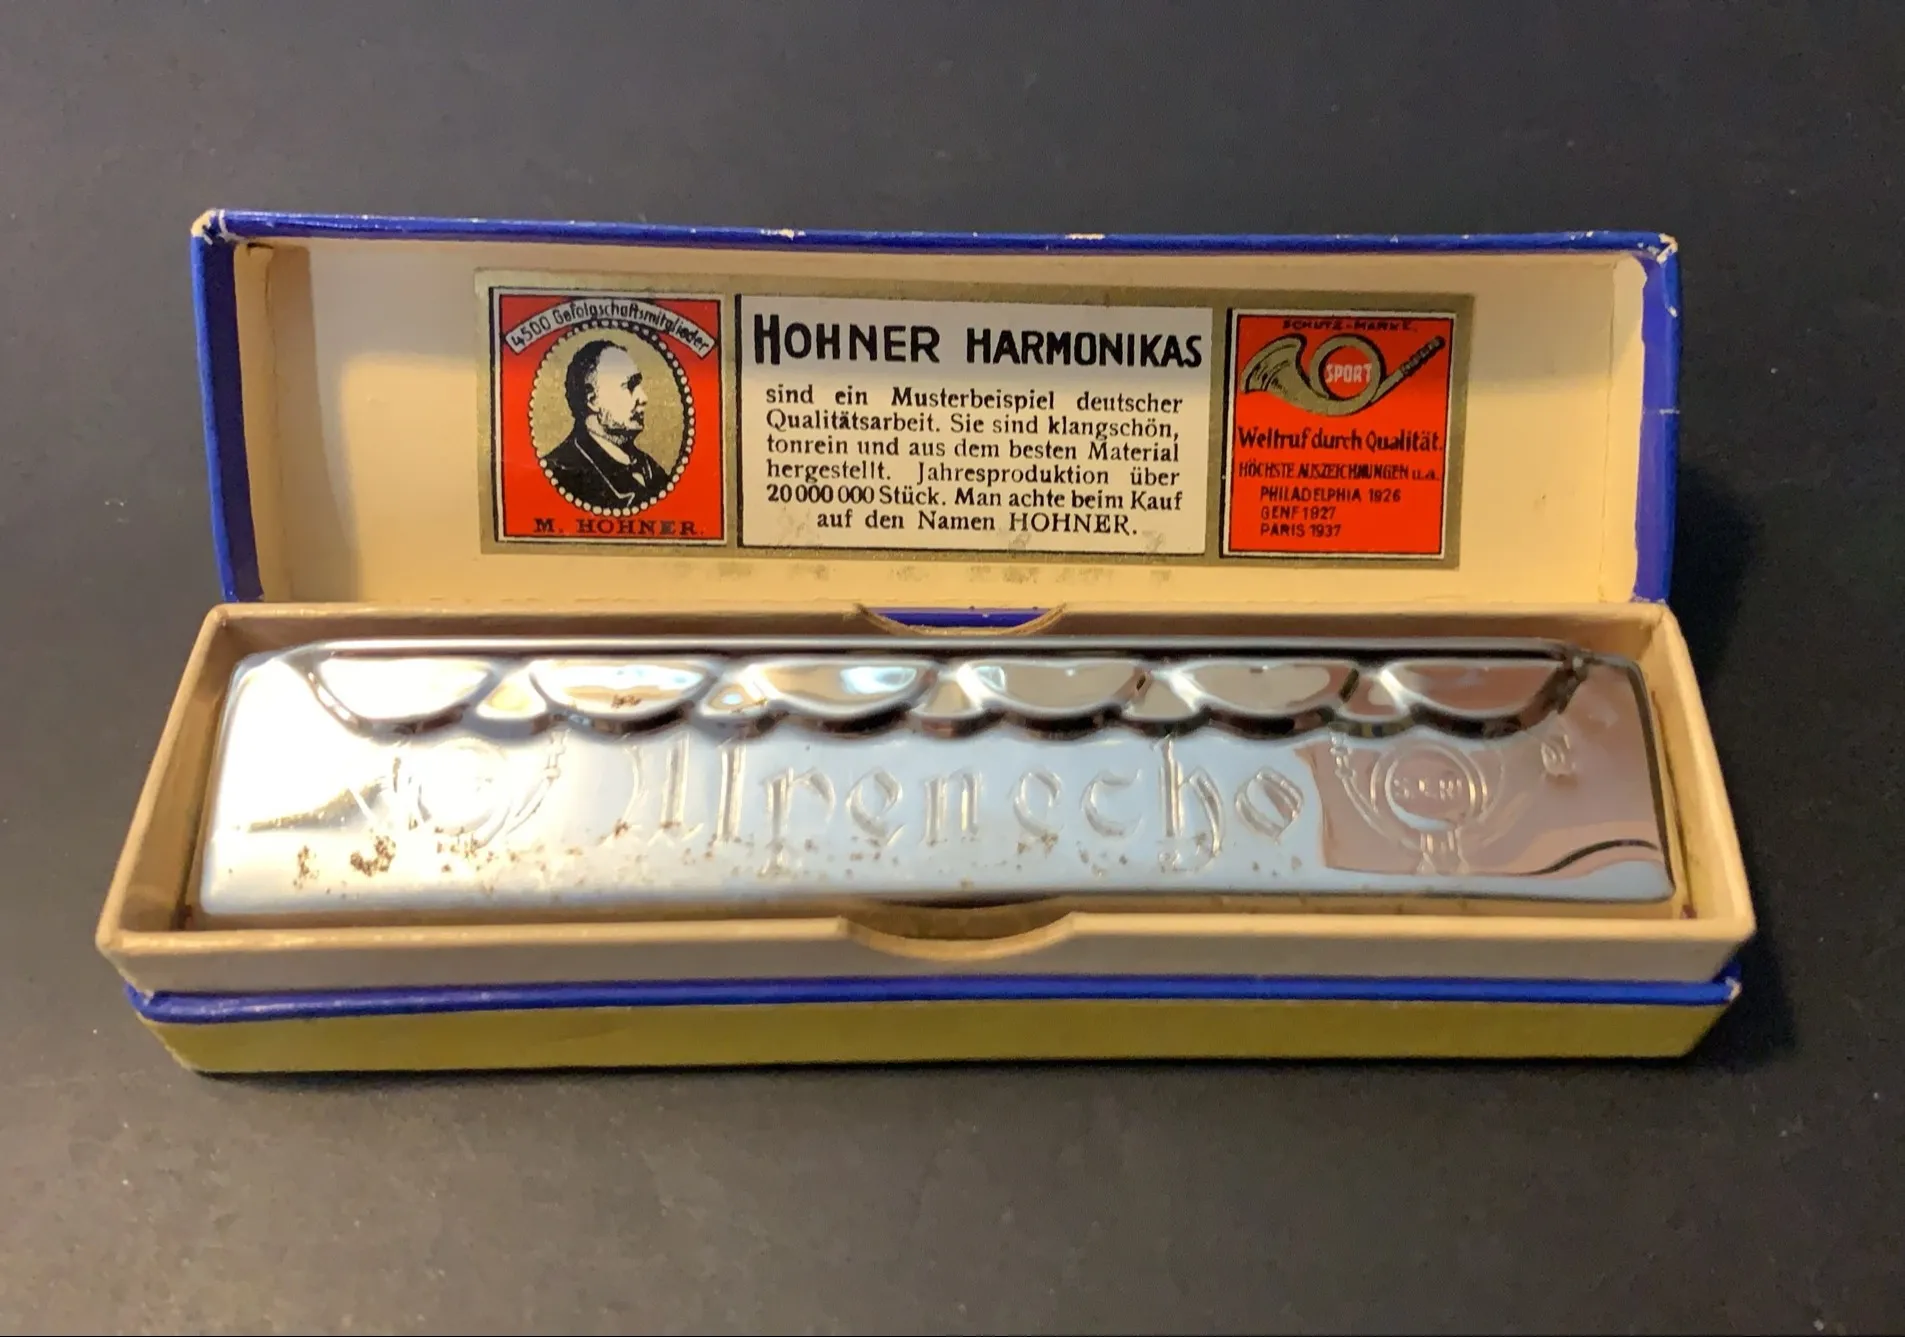 4500 Gefolgschaftsmitglieder
M. HOHNER.
HOHNER HARMONIKAS
sind ein Musterbeispiel deutscher
Qualitätsarbeit. Sie sind klangschön,
tonrein und aus dem besten Material
hergestellt. Jahresproduktion über
20 000 000 Stück. Man achte beim Kauf
auf den Namen HOHNER.
SCHUTZ-MARKE.
SPORT
Weltruf durch Qualität.
HÖCHSTE AUSZEICHNUNGEN u.a.
PHILADELPHIA 1926
GENF 1927
PARIS 1937
Alpenecho